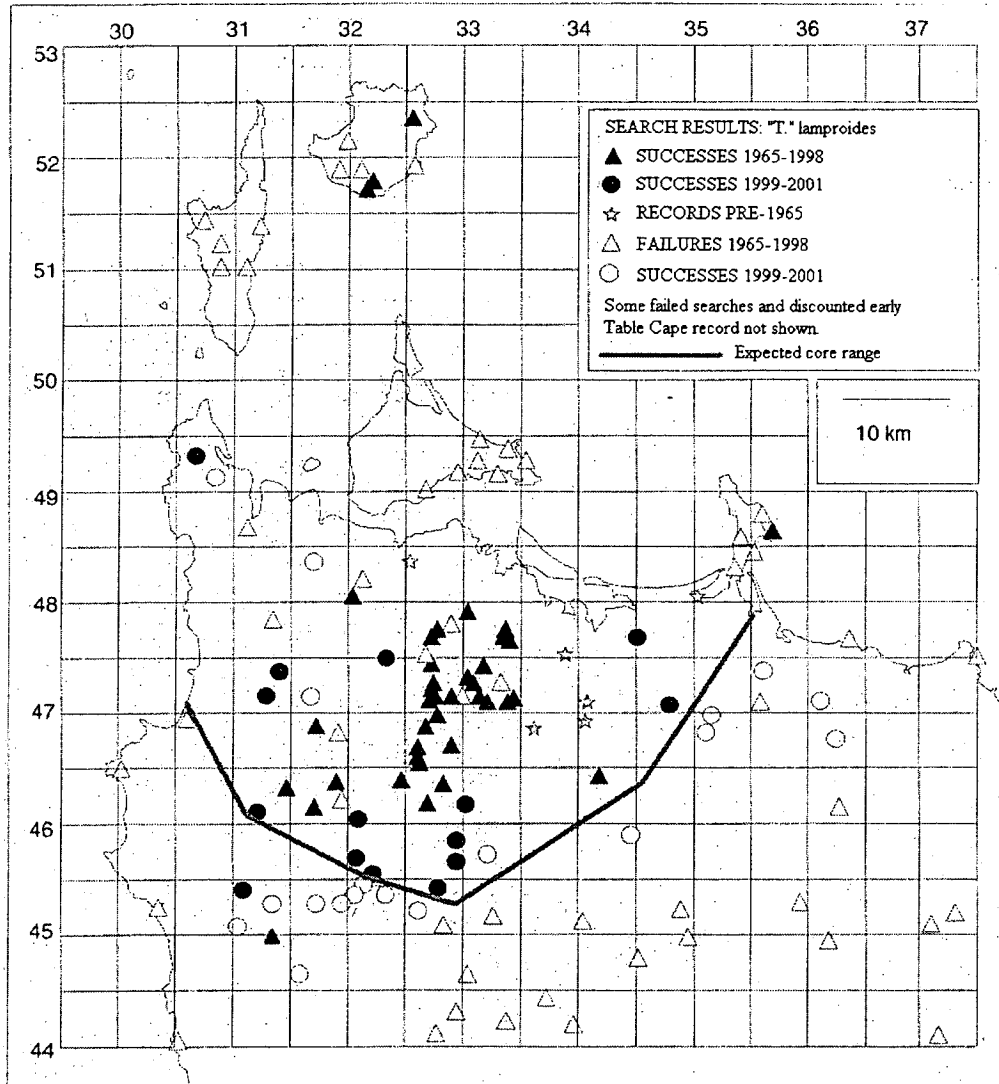 30 31 32 33 34 35 36 37
53
52
51
50
49
48
47
46
45
44
SEARCH RESULTS: "T." lamproides
SUCCESSES 1965-1998
SUCCESSES 1999-2001
RECORDS PRE-1965
FAILURES 1965-1998
SUCCESSES 1999-2001
Some failed searches and discounted early
Table Cape record not shown.
Expected core range
10 km